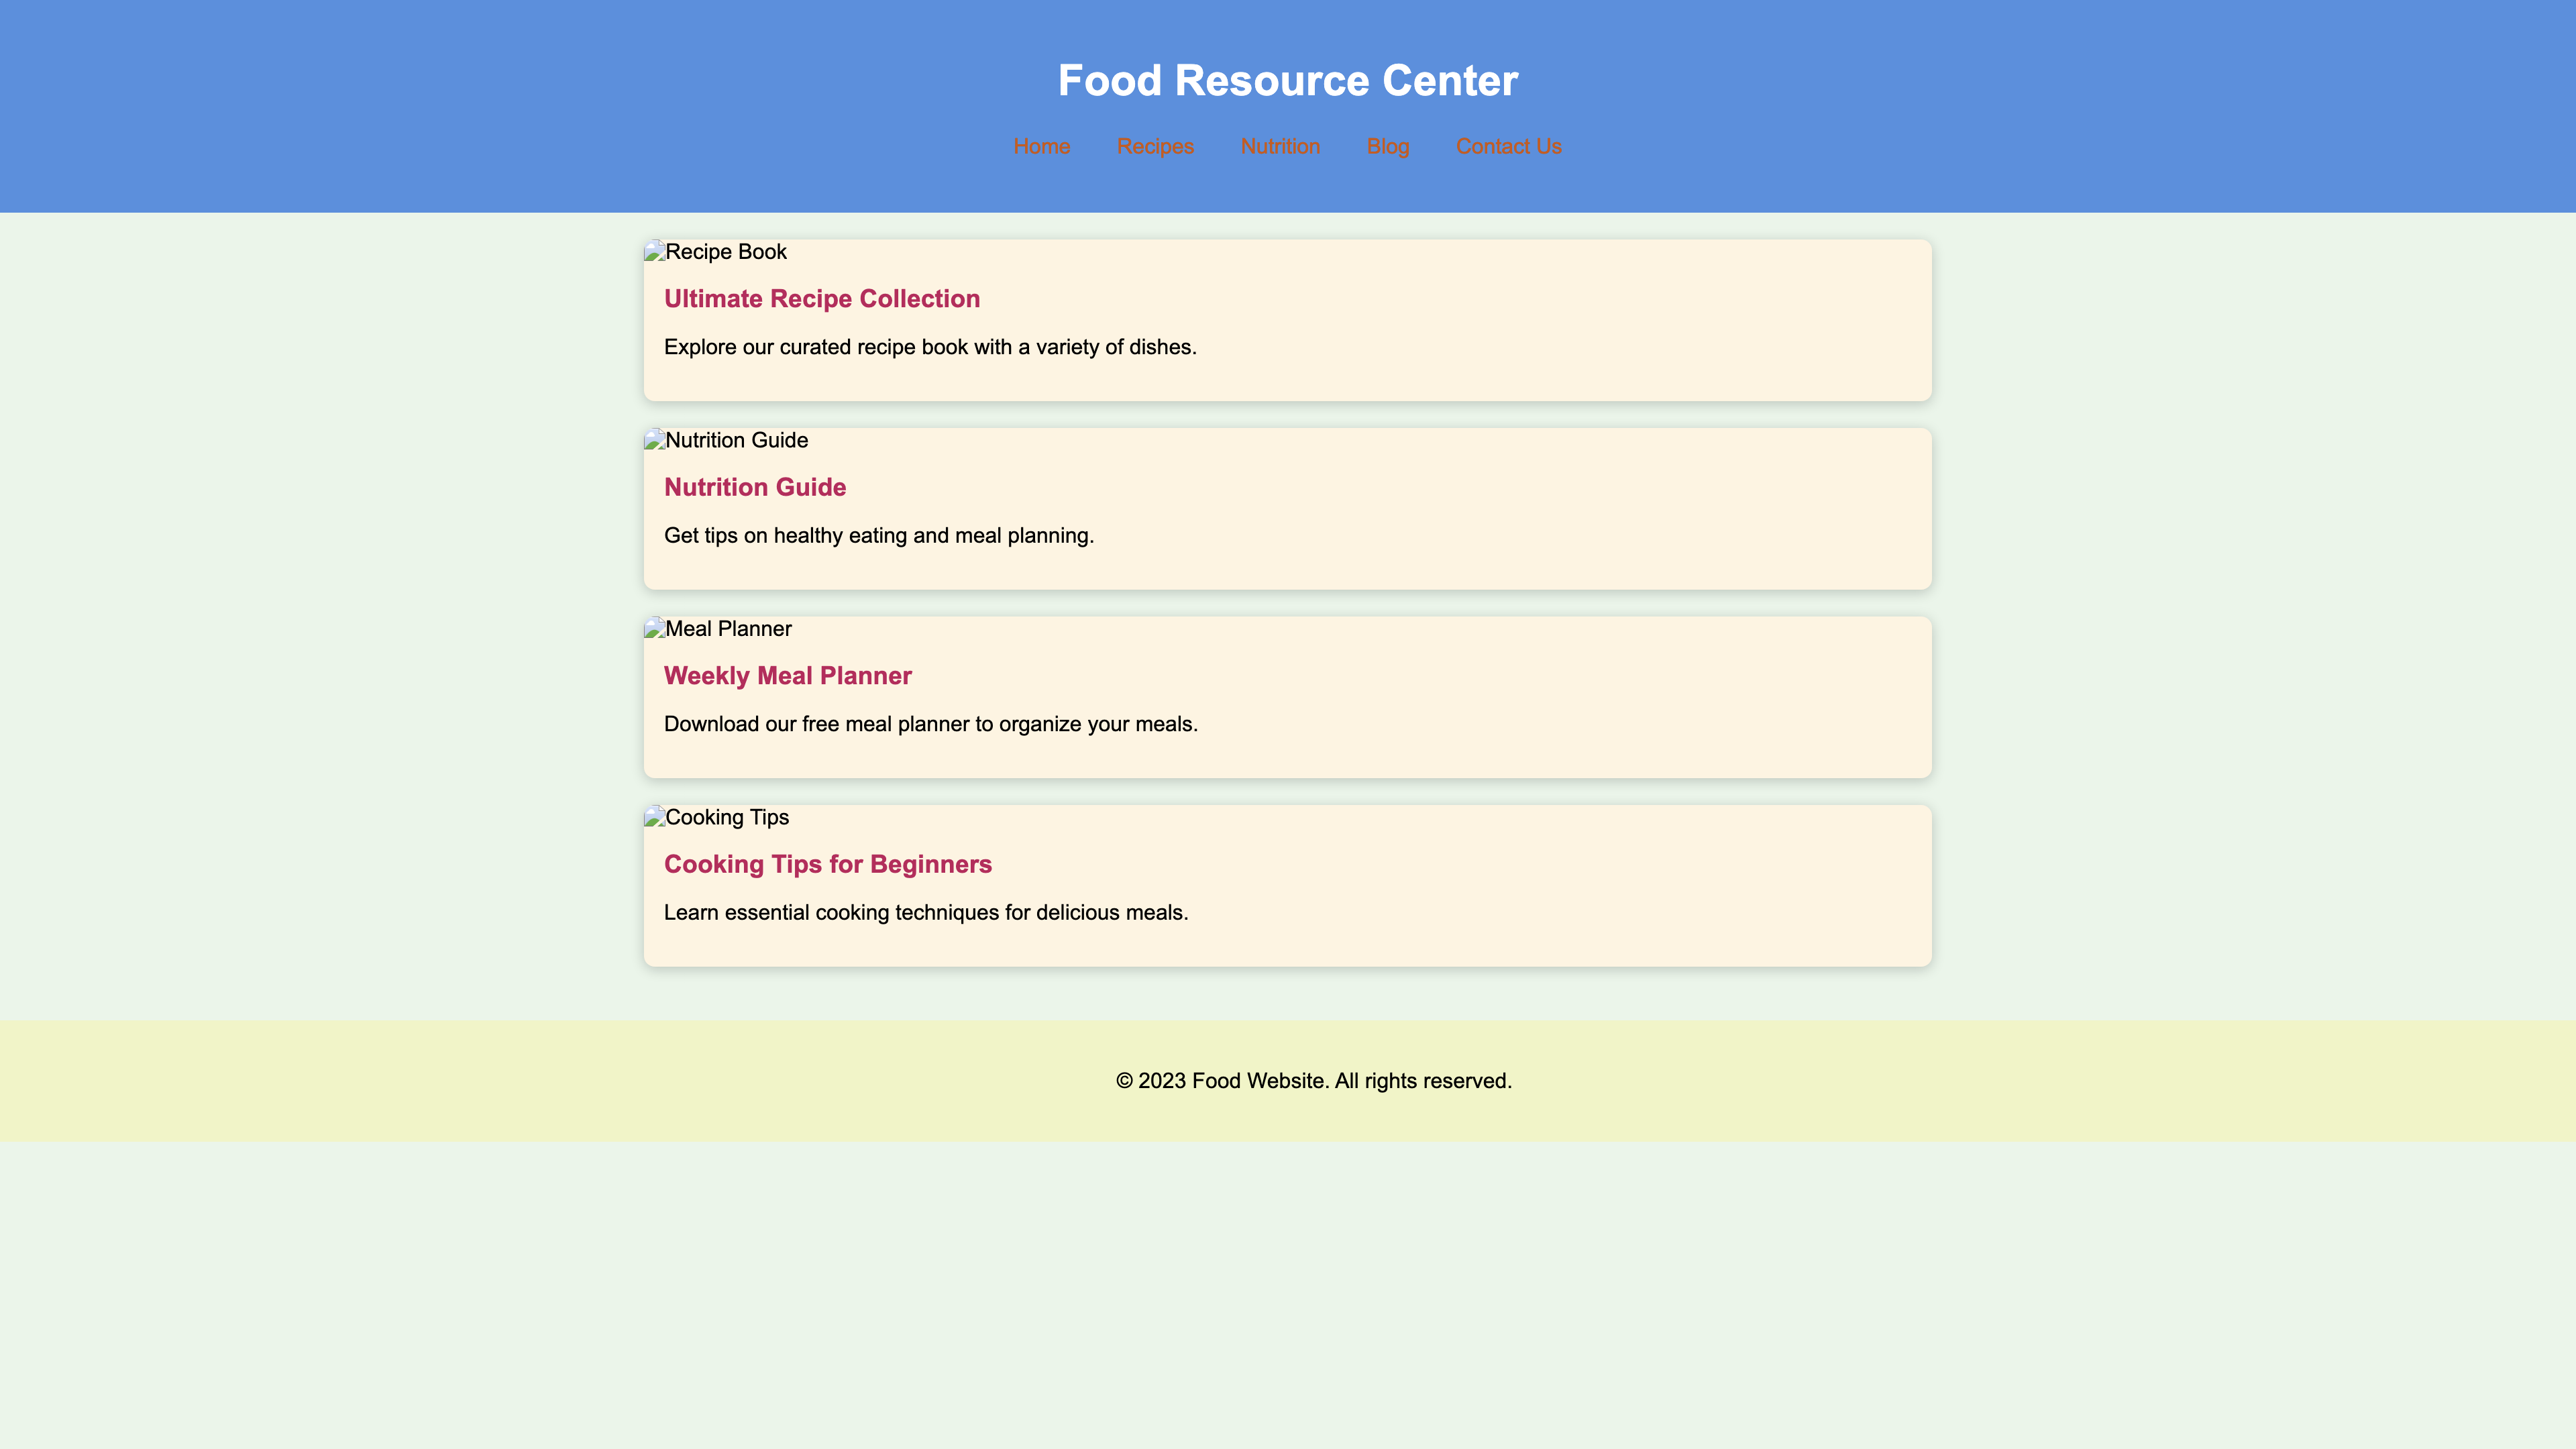 Food Resource Center
Home Recipes Nutrition Blog Contact Us
Recipe Book
Ultimate Recipe Collection
Explore our curated recipe book with a variety of dishes.
Nutrition Guide
Nutrition Guide
Get tips on healthy eating and meal planning.
Meal Planner
Weekly Meal Planner
Download our free meal planner to organize your meals.
Cooking Tips
Cooking Tips for Beginners
Learn essential cooking techniques for delicious meals.
© 2023 Food Website. All rights reserved.